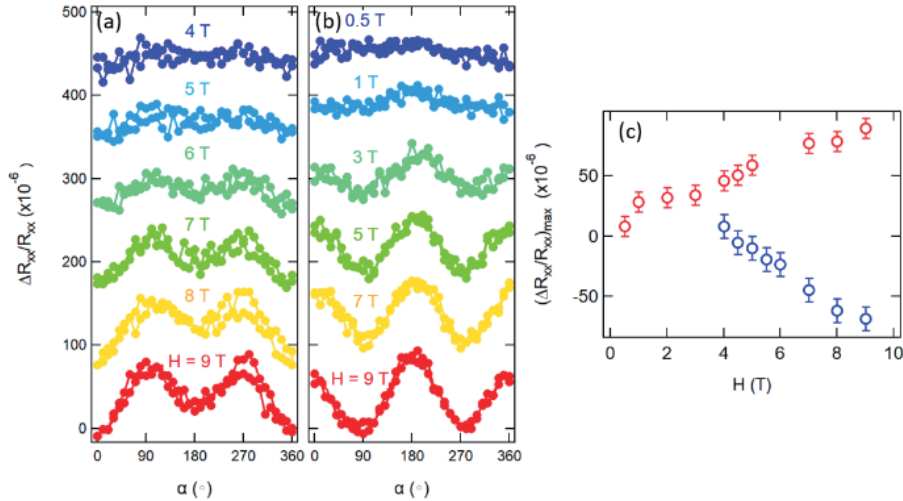 (a)
(b)
500
400
300
200
100
0
ΔRxx/Rxx (x10-6)
4 T
5 T
6 T
7 T
8 T
H = 9 T
0.5 T
1 T
3 T
5 T
7 T
H = 9 T
0 90 180 270 360
0 90 180 270 360
α (°)
α (°)
(c)
(ΔRxx/Rxx)max (x10-6)
50
0
-50
0 2 4 6 8 10
H (T)